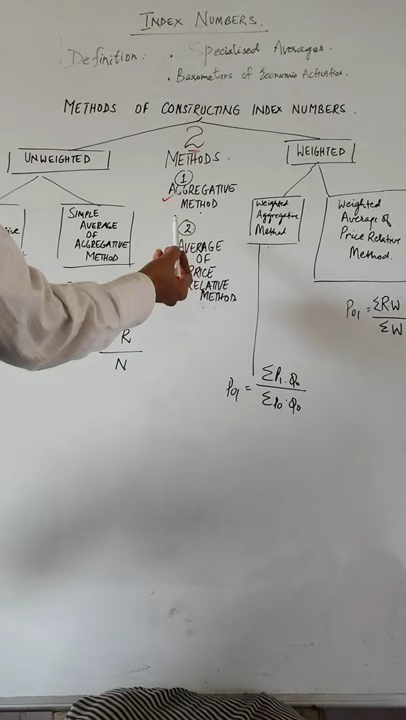 INDEX NUMBERS.
Definition: • Specialised Averages.
• Barometers of Economic Activities.
METHODS OF CONSTRUCTING INDEX NUMBERS.
2
METHODS.
UNWEIGHTED
WEIGHTED
SIMPLE
AVERAGE
OF
AGGREGATIVE
METHOD
R
N
1
AGGREGATIVE
METHOD
2
AVERAGE
OF
PRICE
RELATIVE
METHOD
Weighted
Aggregative
Method
P01 = ΣP1.q0
ΣP0.q0
Weighted
Average of
Price Relative
Method.
P01 = ΣR.W
ΣW